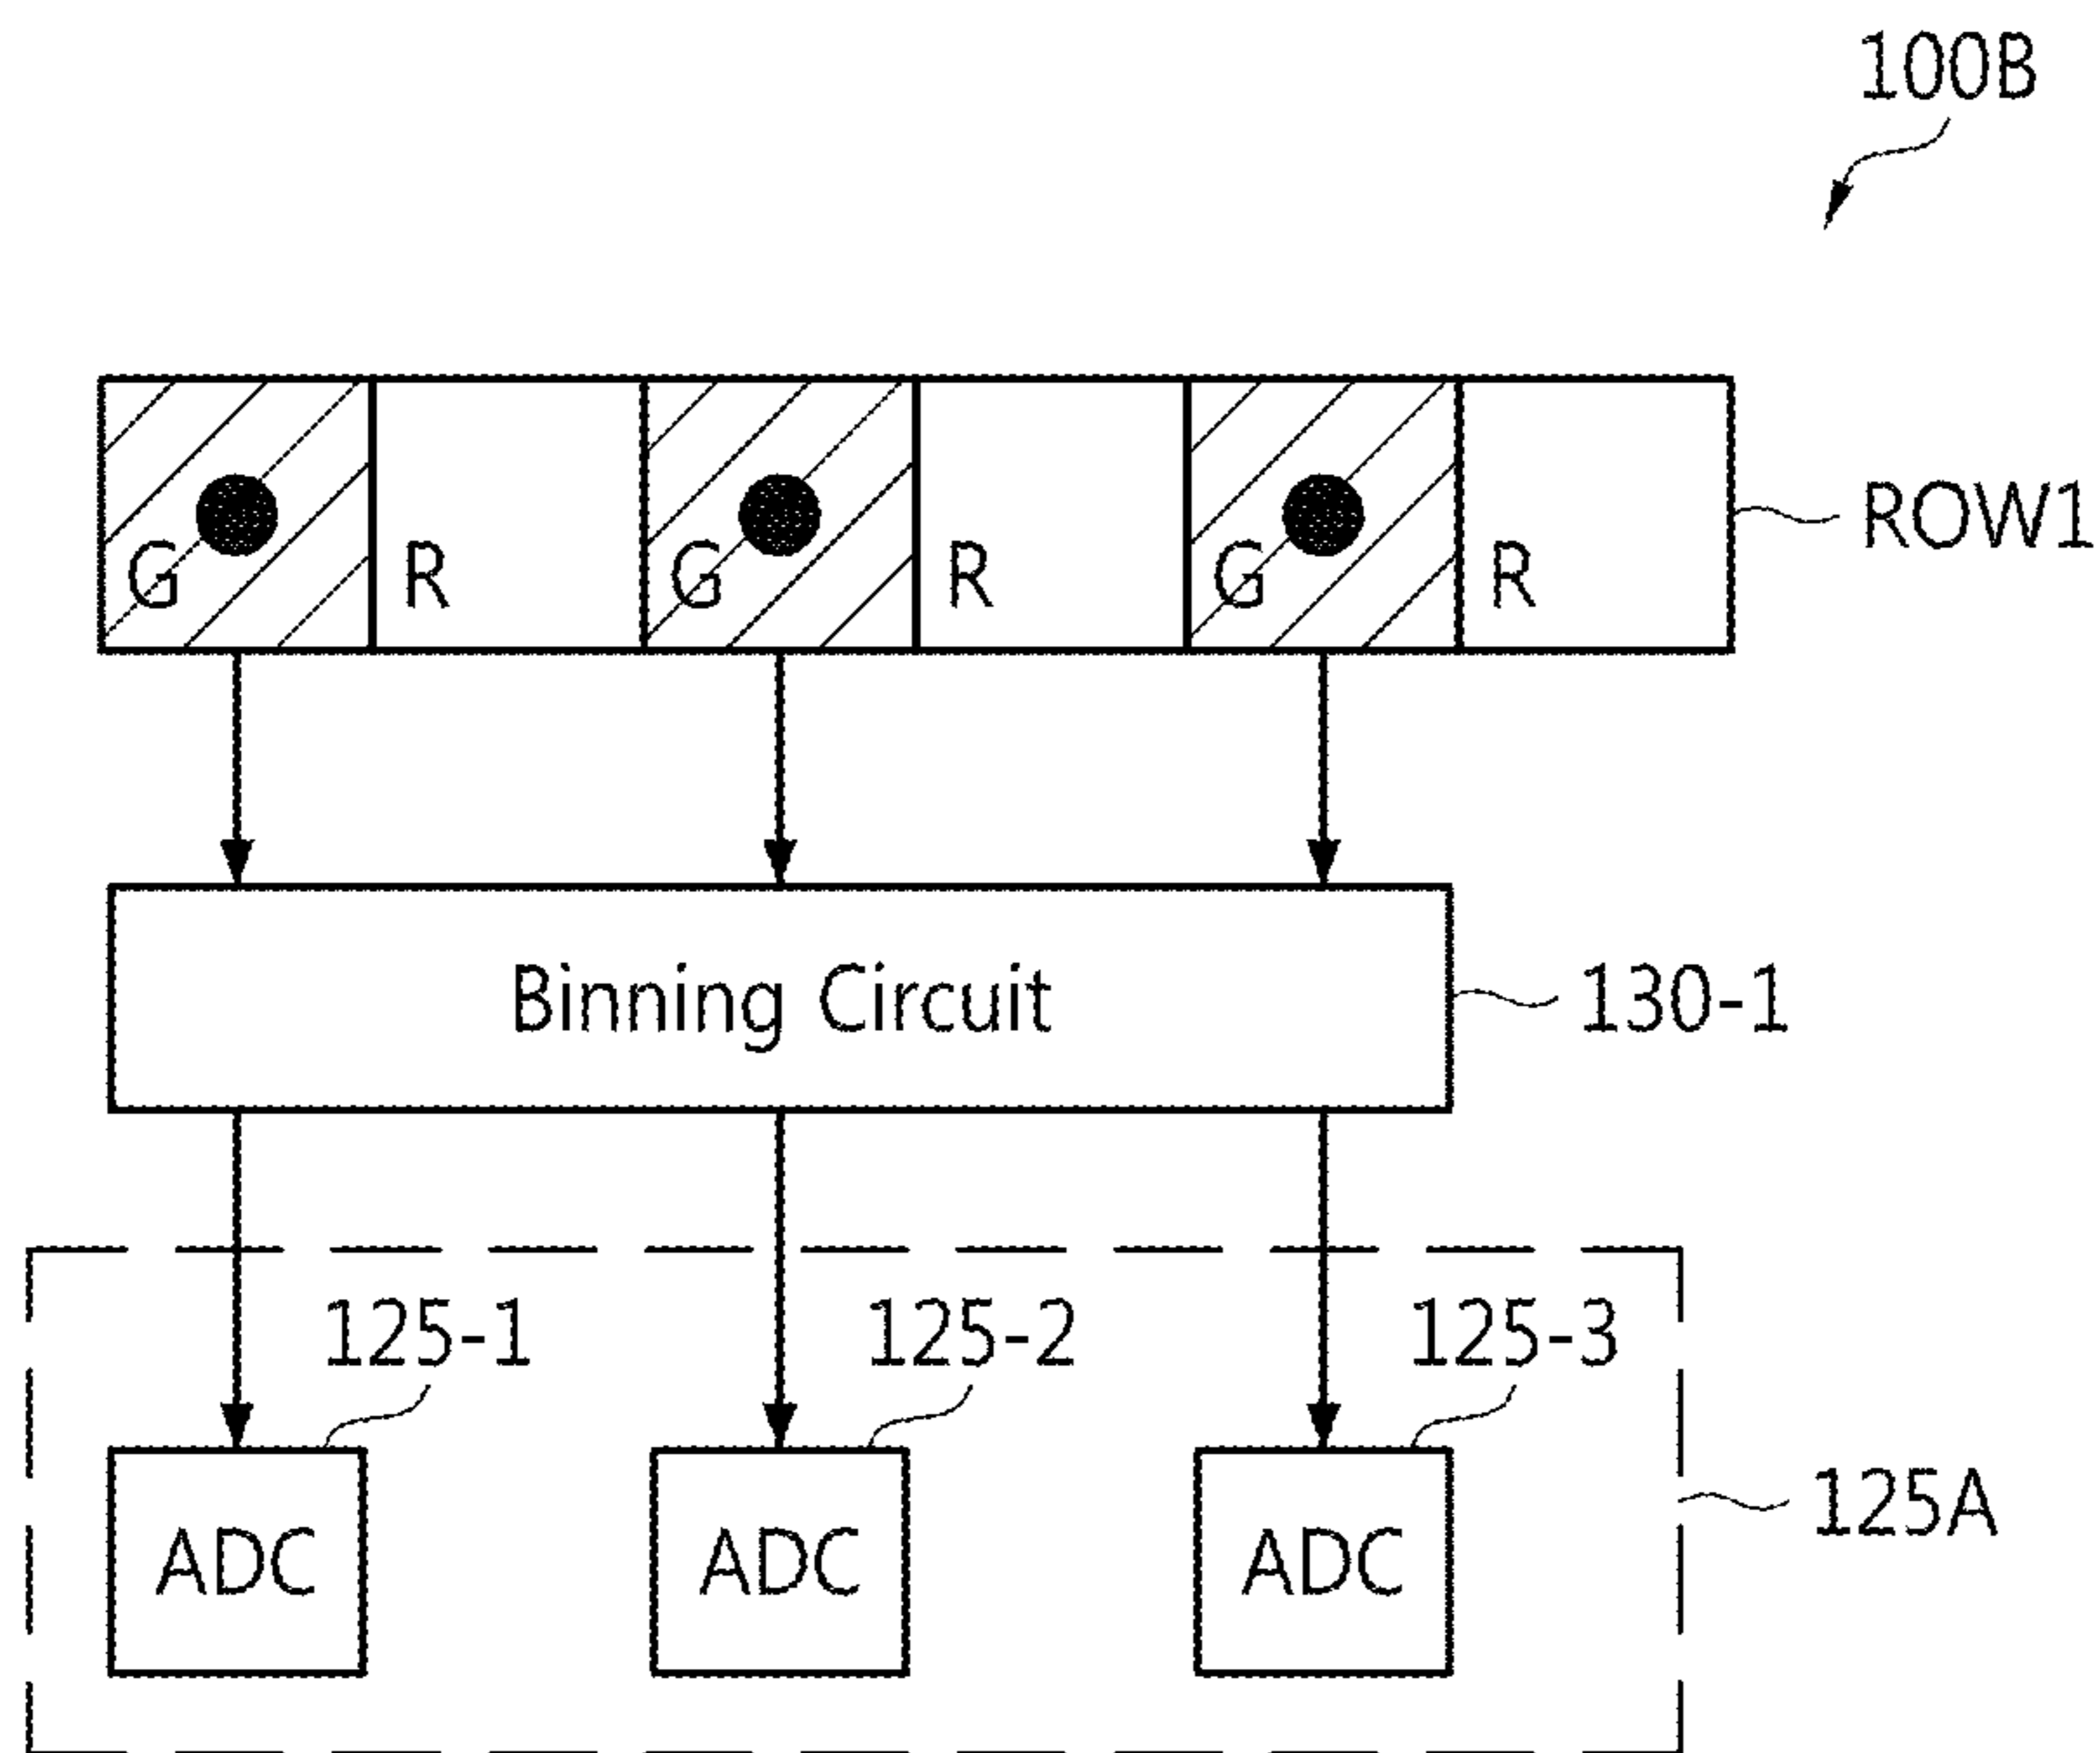 100B
G R G R G R
ROW1
Binning Circuit
130-1
125-1 125-2 125-3
ADC ADC ADC
125A